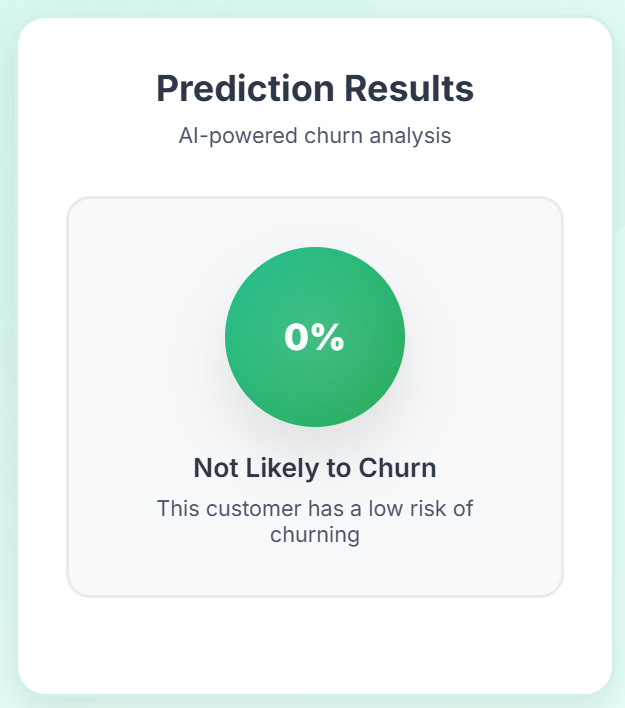 Prediction Results
AI-powered churn analysis
0%
Not Likely to Churn
This customer has a low risk of
churning